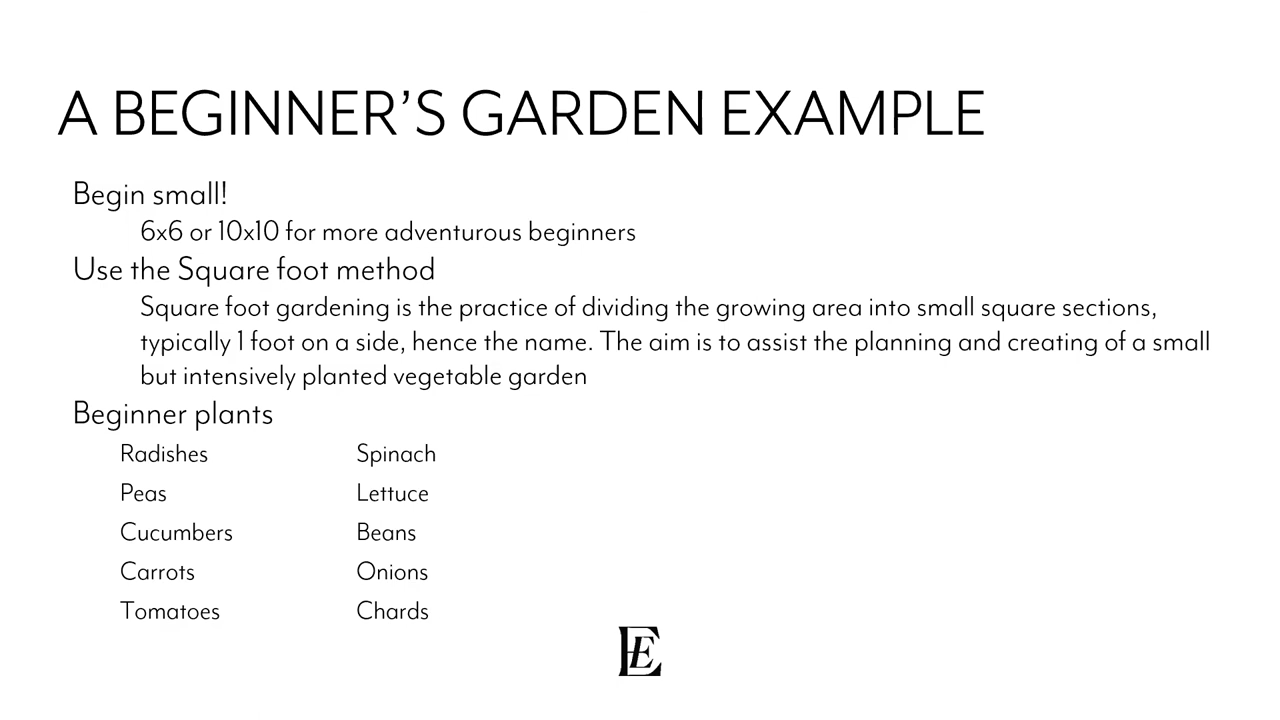 A BEGINNER’S GARDEN EXAMPLE
Begin small!
6x6 or 10x10 for more adventurous beginners
Use the Square foot method
Square foot gardening is the practice of dividing the growing area into small square sections,
typically 1 foot on a side, hence the name. The aim is to assist the planning and creating of a small
but intensively planted vegetable garden
Beginner plants
Radishes
Peas
Cucumbers
Carrots
Tomatoes
Spinach
Lettuce
Beans
Onions
Chards
EE